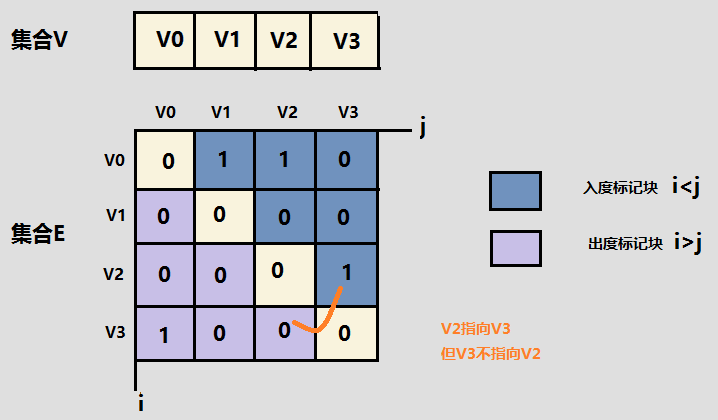 集合V V0 V1 V2 V3
V0 V1 V2 V3 j
V0 0 1 1 0
V1 0 0 0 0
V2 0 0 0 1
V3 1 0 0 0
i
集合E
入度标记块 i<j
出度标记块 i>j
V2指向V3
但V3不指向V2